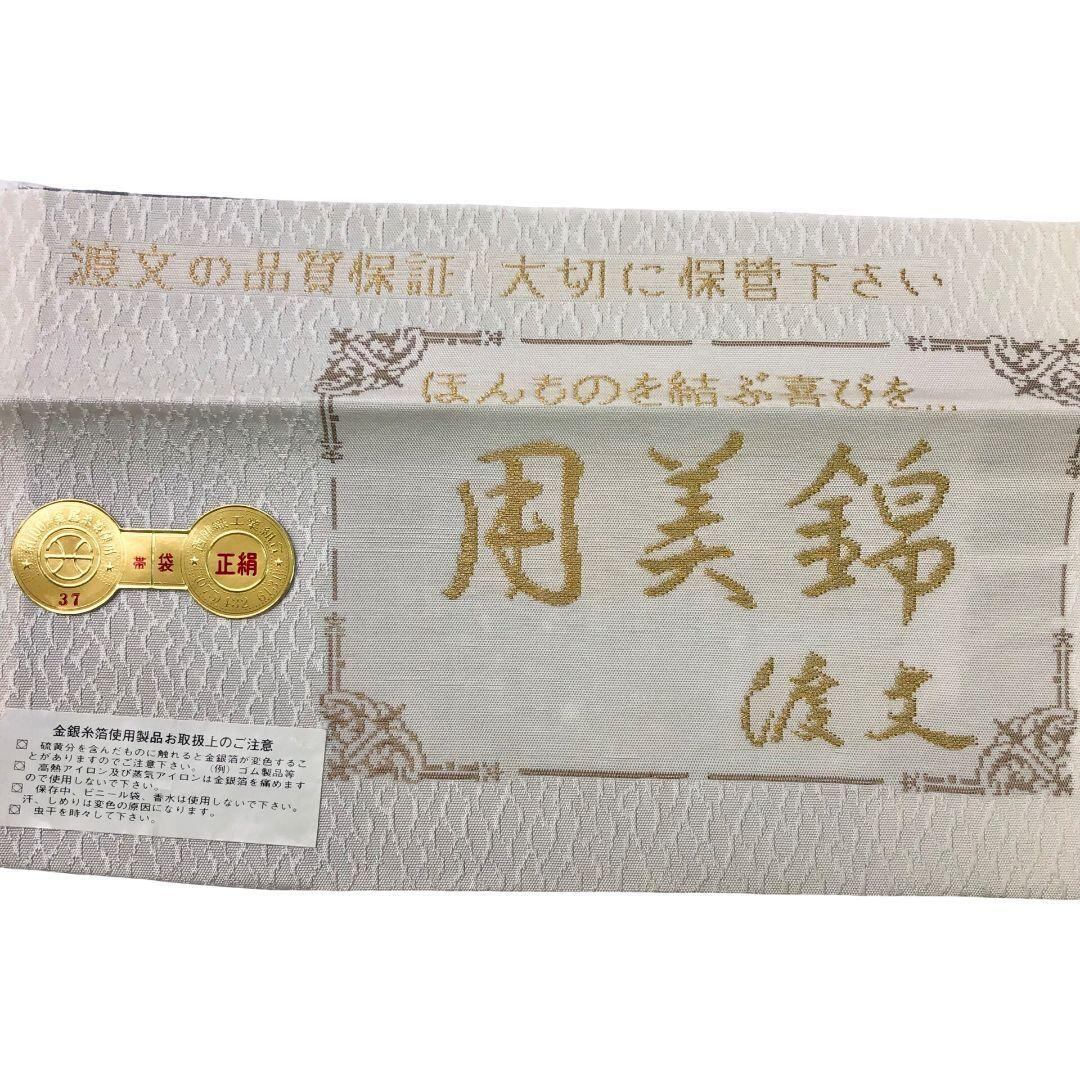 渡文の品質保証 大切に保菅下さい
ほんものを結ぶ喜びを...
用美錦
渡文
37
帯 袋
正絹
金銀糸箔使用製品お取扱上のご注意
硫黄分を含んだものに触れると金銀箔が変色するこ
とがありますのでご注意下さい。(例)ゴム製品等
高熱アイロン及び蒸気アイロンは金銀箔を痛めます
ので使用しないで下さい。
保存中、ビニール袋、香水は使用しないで下さい。
汗、しめりは変色の原因になります。
虫干を時々して下さい。